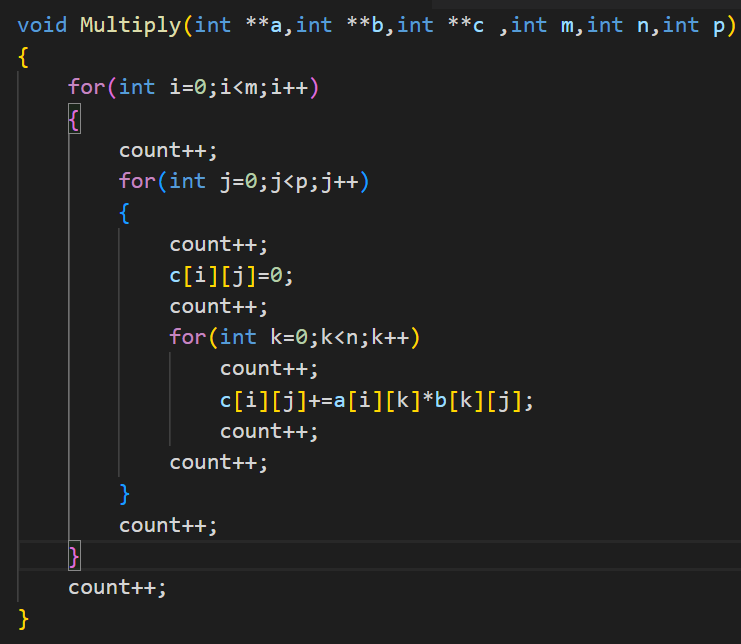 void Multiply(int **a,int **b,int **c ,int m,int n,int p)
{
    for(int i=0;i<m;i++)
    {
        count++;
        for(int j=0;j<p;j++)
        {
            count++;
            c[i][j]=0;
            count++;
            for(int k=0;k<n;k++)
                count++;
                c[i][j]+=a[i][k]*b[k][j];
                count++;
            count++;
        }
        count++;
    }
    count++;
}